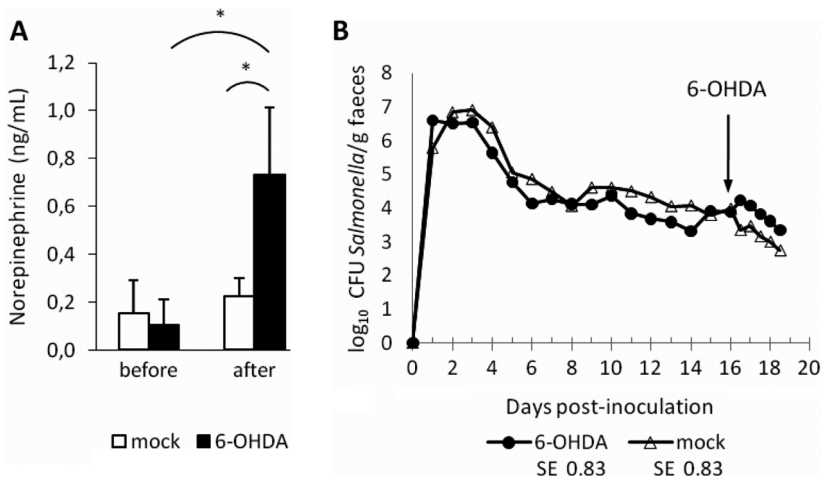 A
*
*
Norepinephrine (ng/mL)
1,2
1,0
0,8
0,6
0,4
0,2
0,0
before after
mock 6-OHDA
B
6-OHDA
log10 CFU Salmonella/g faeces
8
7
6
5
4
3
2
1
0
0 2 4 6 8 10 12 14 16 18 20
Days post-inoculation
6-OHDA mock
SE 0.83 SE 0.83